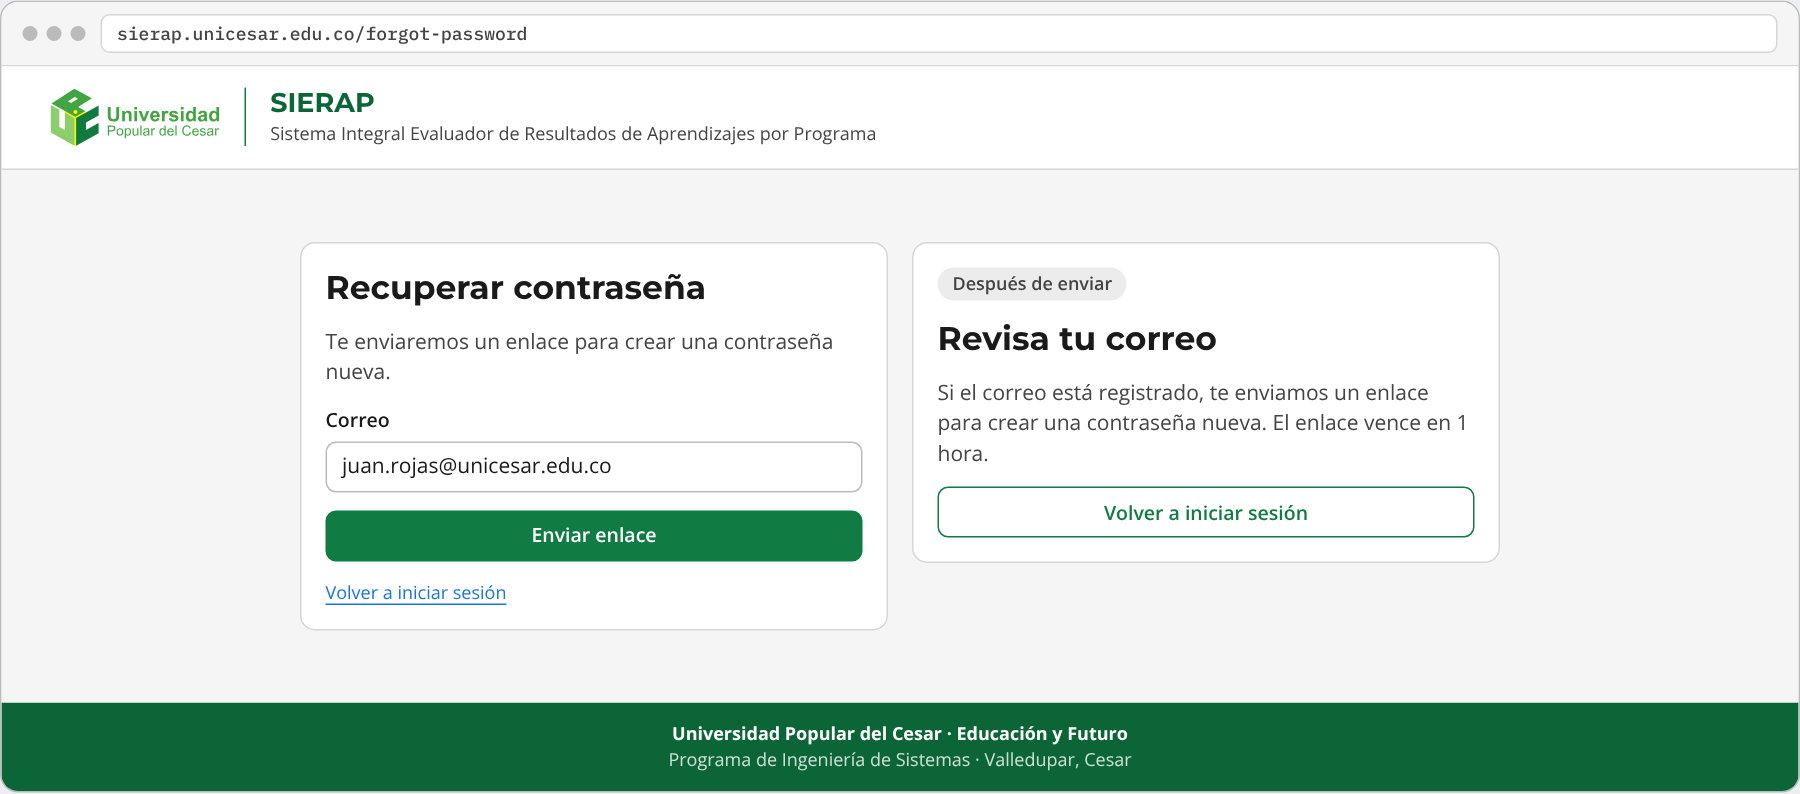 sierap.unicesar.edu.co/forgot-password
Universidad
Popular del Cesar
SIERAP
Sistema Integral Evaluador de Resultados de Aprendizajes por Programa
Recuperar contraseña
Te enviaremos un enlace para crear una contraseña
nueva.
Correo
juan.rojas@unicesar.edu.co
Enviar enlace
Volver a iniciar sesión
Después de enviar
Revisa tu correo
Si el correo está registrado, te enviamos un enlace
para crear una contraseña nueva. El enlace vence en 1
hora.
Volver a iniciar sesión
Universidad Popular del Cesar · Educación y Futuro
Programa de Ingeniería de Sistemas · Valledupar, Cesar